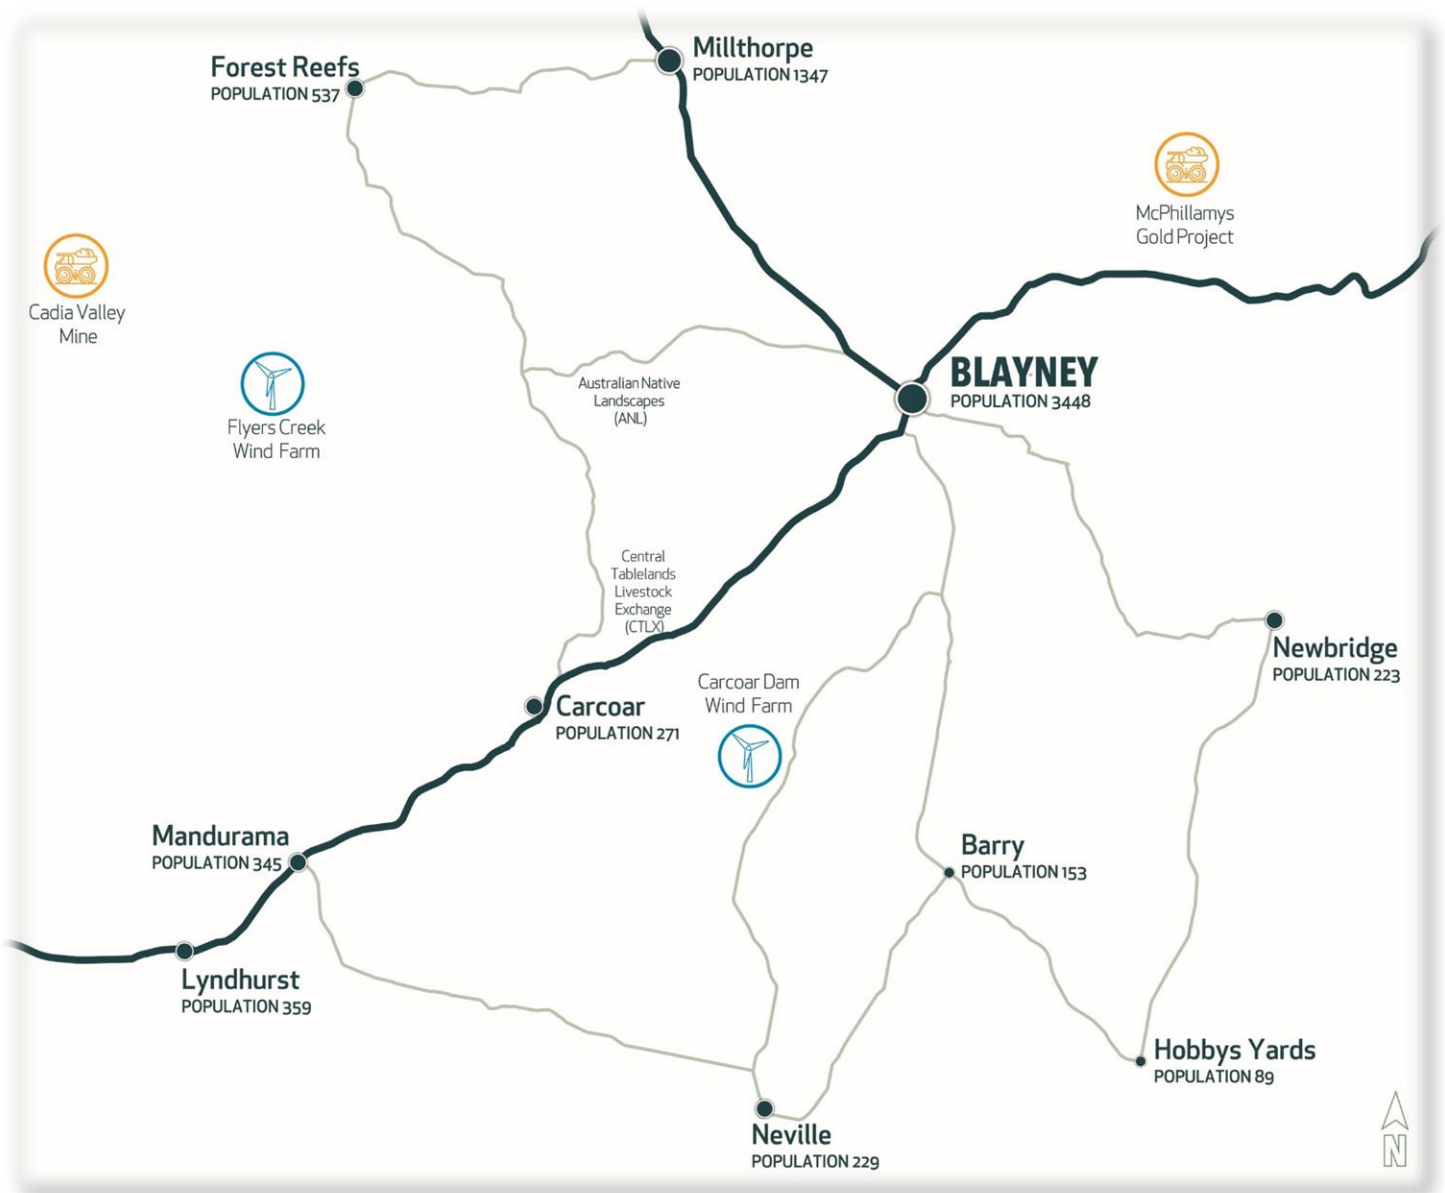 Millthorpe
POPULATION 1347
Forest Reefs
POPULATION 537
McPhillamys
Gold Project
Cadia Valley
Mine
BLAYNEY
POPULATION 3448
Australian Native
Landscapes
(ANL)
Flyers Creek
Wind Farm
Central
Tablelands
Livestock
Exchange
(CTLX)
Newbridge
POPULATION 223
Carcoar Dam
Wind Farm
Carcoar
POPULATION 271
Mandurama
POPULATION 345
Barry
POPULATION 153
Lyndhurst
POPULATION 359
Hobbys Yards
POPULATION 89
Neville
POPULATION 229
N